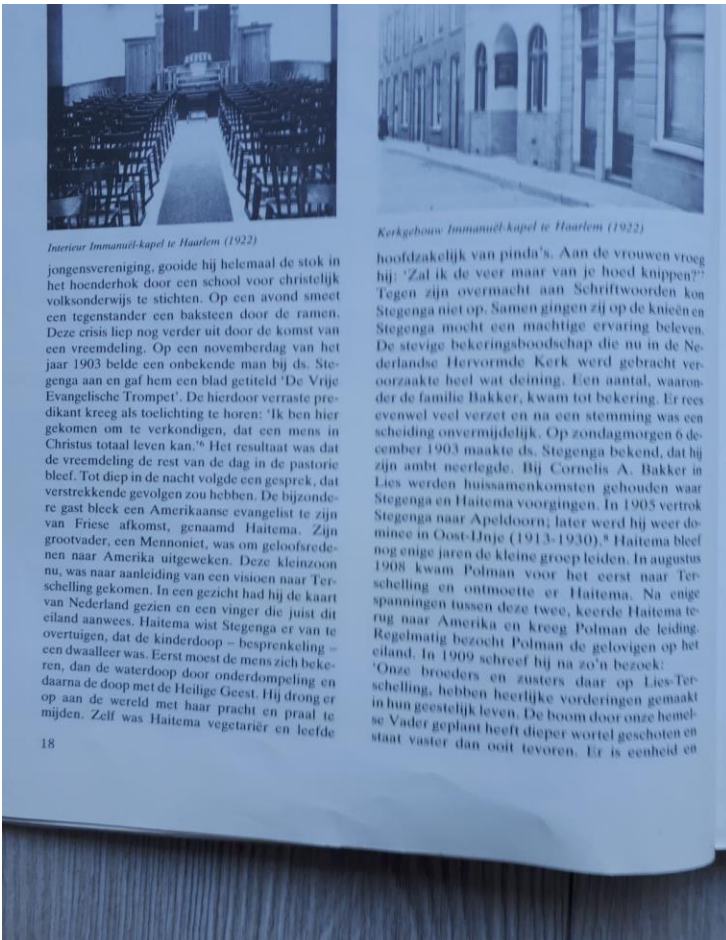 Interieur Immanuël-kapel te Haarlem (1922)
jongensvereniging, gooide hij helemaal de stok in
het hoenderhok door een school voor christelijk
volksonderwijs te stichten. Op een avond smeet
een tegenstander een baksteen door de ramen.
Deze crisis liep nog verder uit door de komst van
een vreemdeling. Op een novemberdag van het
jaar 1903 belde een onbekende man bij ds. Ste-
genga aan en gaf hem een blad getiteld ‘De Vrije
Evangelische Trompet’. De hierdoor verraste pre-
dikant kreeg als toelichting te horen: ‘Ik ben hier
gekomen om te verkondigen, dat een mens in
Christus totaal leven kan.’⁶ Het resultaat was dat
de vreemdeling de rest van de dag in de pastorie
bleef. Tot diep in de nacht volgde een gesprek, dat
verstrekkende gevolgen zou hebben. De bijzonde-
re gast bleek een Amerikaanse evangelist te zijn
van Friese afkomst, genaamd Haitema. Zijn
grootvader, een Mennoniet, was om geloofsrede-
nen naar Amerika uitgeweken. Deze kleinzoon
nu, was naar aanleiding van een visioen naar Ter-
schelling gekomen. In een gezicht had hij de kaart
van Nederland gezien en een vinger die juist dit
eiland aanwees. Haitema wist Stegenga er van te
overtuigen, dat de kinderdoop – besprenkeling –
een dwaalleer was. Eerst moest de mens zich beke-
ren, dan de waterdoop door onderdompeling en
daarna de doop met de Heilige Geest. Hij drong er
op aan de wereld met haar pracht en praal te
mijden. Zelf was Haitema vegetariër en leefde
18
Kerkgebouw Immanuël-kapel te Haarlem (1922)
hoofdzakelijk van pinda’s. Aan de vrouwen vroeg
hij: ‘Zal ik de veer maar van je hoed knippen?’⁷
Tegen zijn overmacht aan Schriftwoorden kon
Stegenga niet op. Samen gingen zij op de knieën en
Stegenga mocht een machtige ervaring beleven.
De stevige bekeringsboodschap die nu in de Ne-
derlandse Hervormde Kerk werd gebracht ver-
oorzaakte heel wat deining. Een aantal, waaron-
der de familie Bakker, kwam tot bekering. Er rees
evenwel veel verzet en na een stemming was een
scheiding onvermijdelijk. Op zondagmorgen 6 de-
cember 1903 maakte ds. Stegenga bekend, dat hij
zijn ambt neerlegde. Bij Cornelis A. Bakker in
Lies werden huissamenkomsten gehouden waar
Stegenga en Haitema voorgingen. In 1905 vertrok
Stegenga naar Apeldoorn; later werd hij weer do-
minee in Oost-IJnje (1913-1930).⁸ Haitema bleef
nog enige jaren de kleine groep leiden. In augustus
1908 kwam Polman voor het eerst naar Ter-
schelling en ontmoette er Haitema. Na enige
spanningen tussen deze twee, keerde Haitema te-
rug naar Amerika en kreeg Polman de leiding.
Regelmatig bezocht Polman de gelovigen op het
eiland. In 1909 schreef hij na zo’n bezoek:
‘Onze broeders en zusters daar op Lies-Ter-
schelling, hebben heerlijke vorderingen gemaakt
in hun geestelijk leven. De boom door onze hemel-
se Vader geplant heeft dieper wortel geschoten en
staat vaster dan ooit tevoren. Er is eenheid en